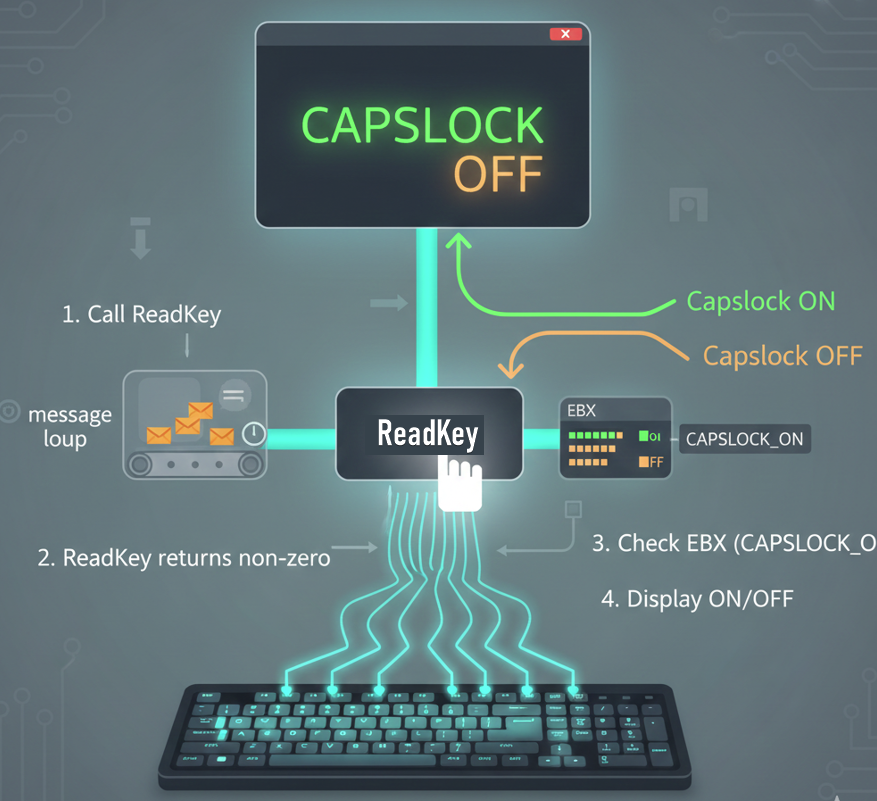 CAPSLOCK
OFF
1. Call ReadKey
Capslock ON
Capslock OFF
message
loup
ReadKey
EBX
CAPSLOCK_ON
2. ReadKey returns non-zero
3. Check EBX (CAPSLOCK_O
4. Display ON/OFF